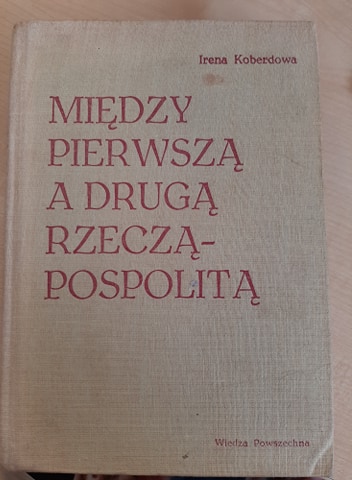 Irena Koberdowa
MIĘDZY
PIERWSZĄ
A DRUGĄ
RZECZĄ-
POSPOLITĄ
Wiedza Powszechna